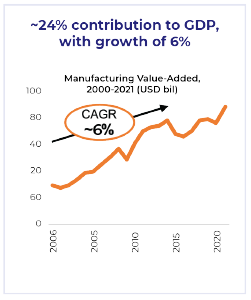 ~24% contribution to GDP,
with growth of 6%
Manufacturing Value-Added,
2000-2021 (USD bil)
100
CAGR
~6%
80
40
20
60
0
2006
2005
2010
2015
2020